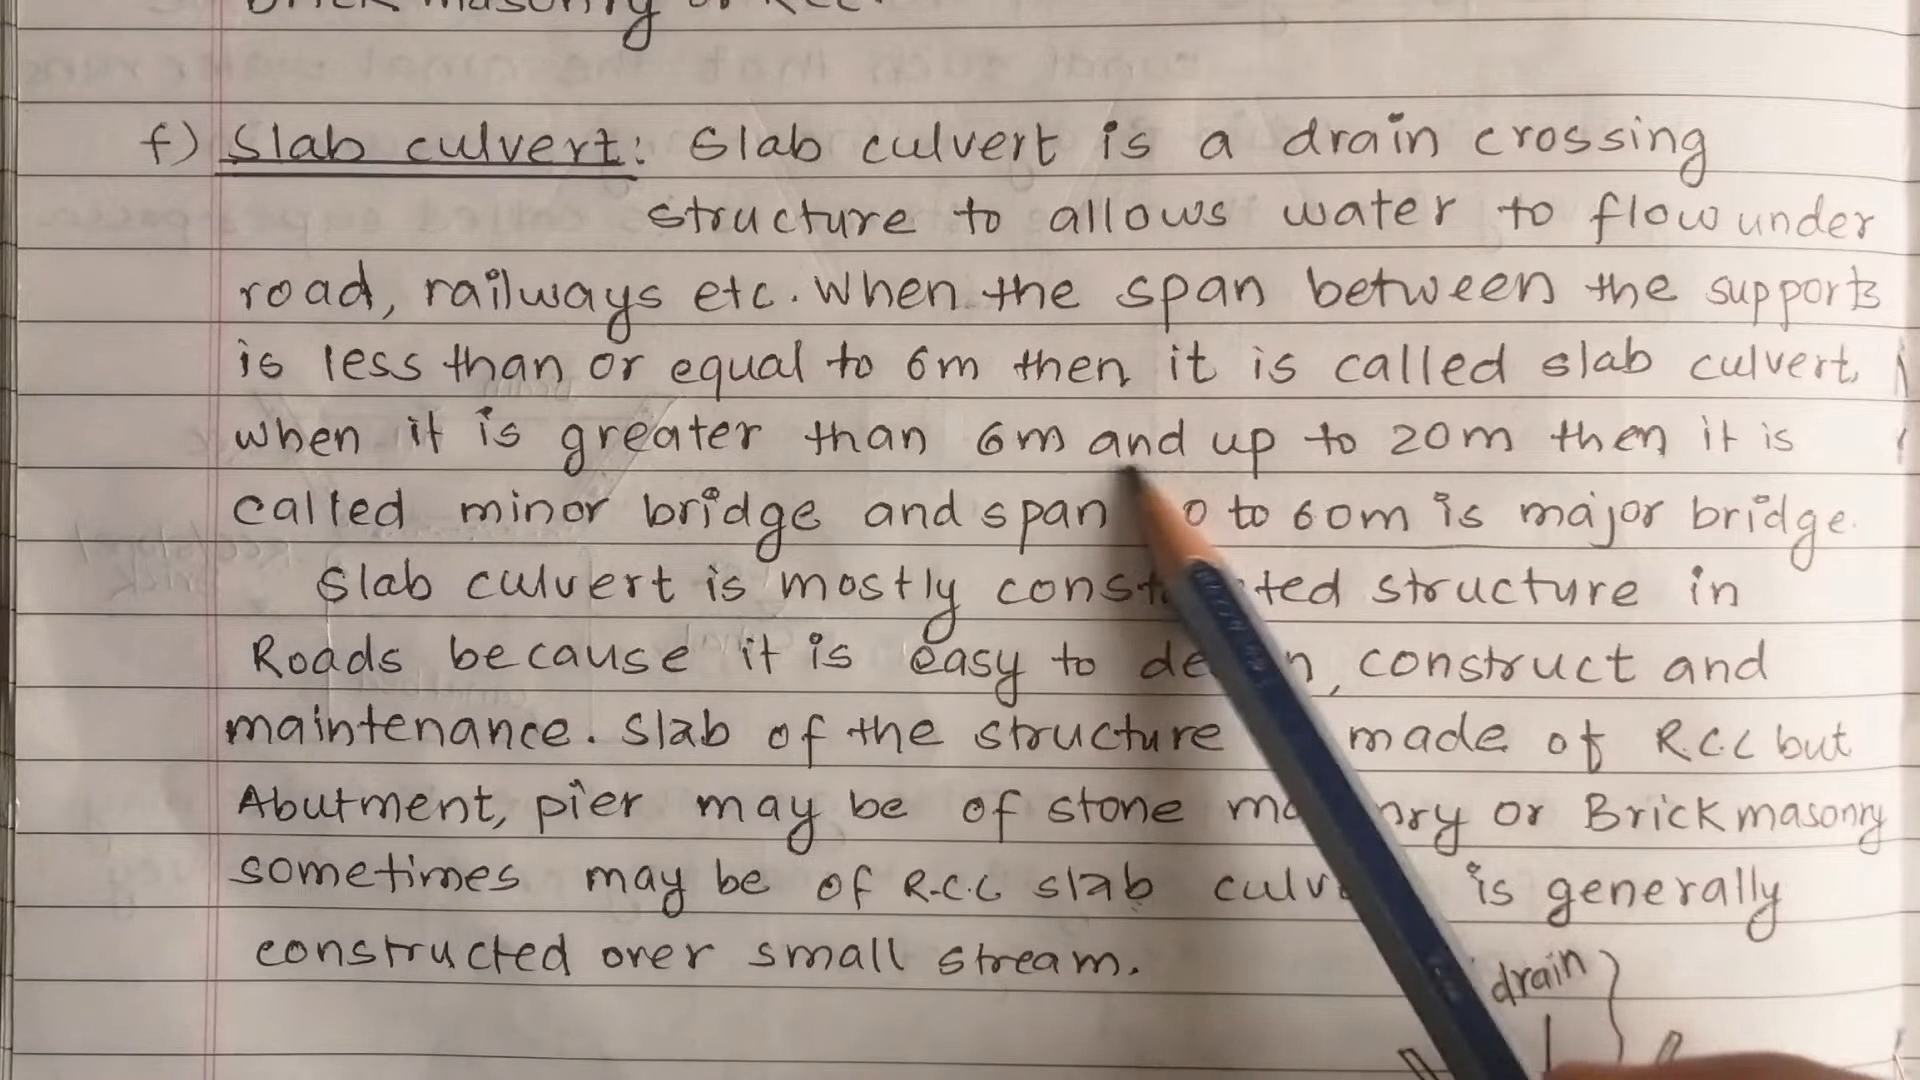 Brick masonry or RCC.
f) Slab culvert: Slab culvert is a drain crossing
structure to allows water to flow under
road, railways etc. When the span between the supports
is less than or equal to 6m then it is called slab culvert,
when it is greater than 6m and up to 20m then it is
called minor bridge and span to 60m is major bridge.
Slab culvert is mostly structure in
Roads because it is easy to construct and
maintenance. Slab of the structure made of R.C.C but
Abutment, pier may be of stone or Brick masonry
sometimes may be of R.C.C slab is generally
constructed over small stream.
drain